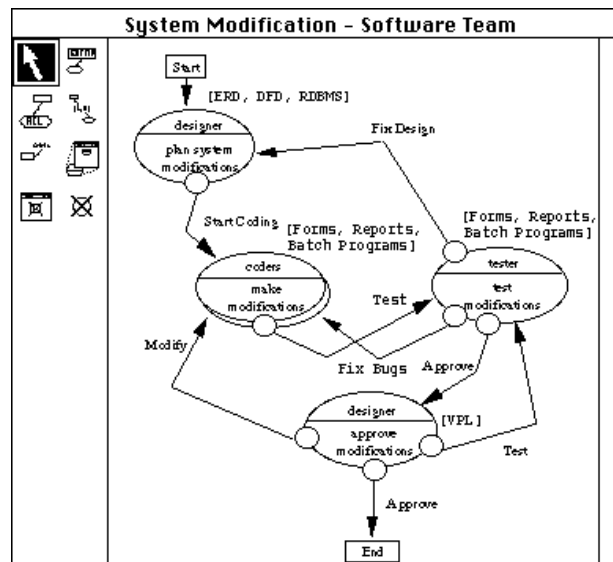 System Modification - Software Team
Start
[ERD, DFD, RDBMS]
designer
plan system
modifications
Fix Design
Start Coding
[Forms, Reports,
Batch Programs]
[Forms, Reports,
Batch Programs]
coders
make
modifications
tester
test
modifications
Test
Modify
Fix Bugs
Approve
designer
approve
modifications
[VPL]
Test
Approve
End